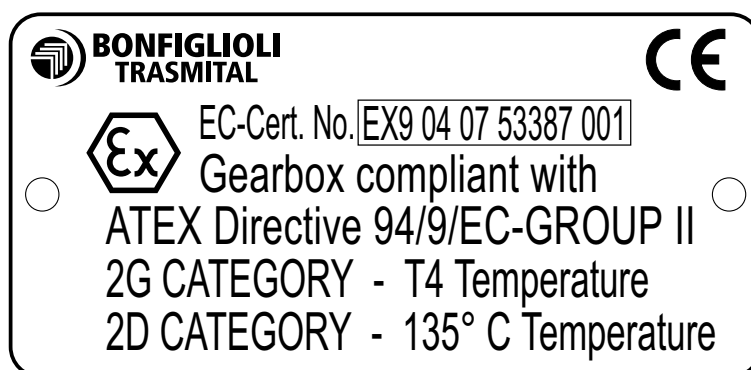 BONFIGLIOLI
TRASMITAL
CE
Ex
EC-Cert. No. EX9 04 07 53387 001
Gearbox compliant with
ATEX Directive 94/9/EC-GROUP II
2G CATEGORY - T4 Temperature
2D CATEGORY - 135° C Temperature